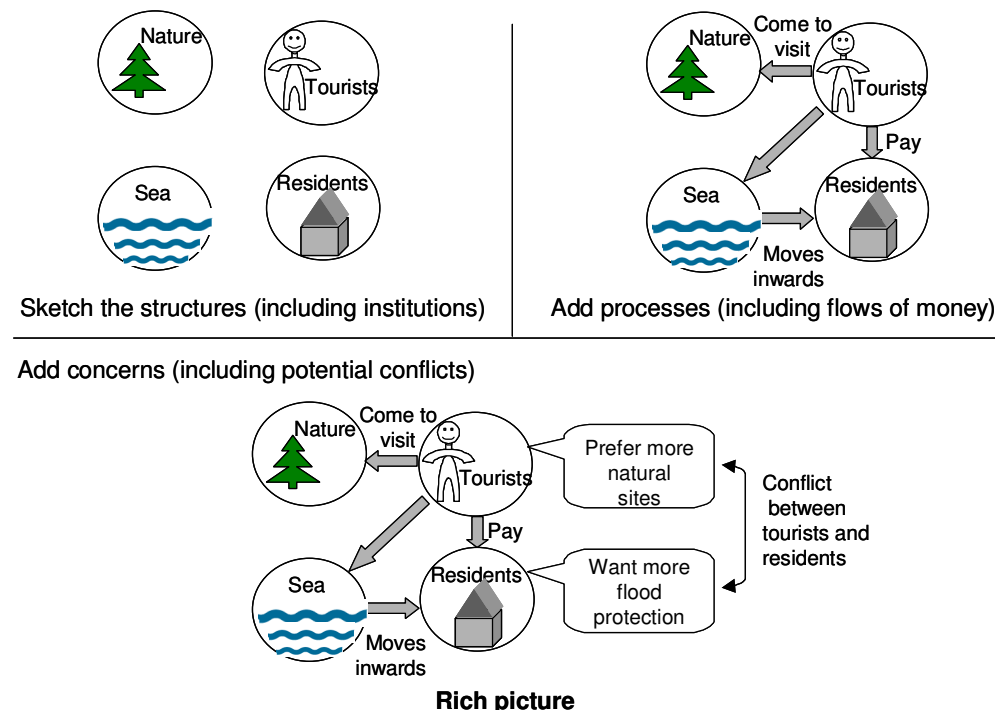 Nature
Tourists
Sea
Residents
Sketch the structures (including institutions)
Come to
visit
Nature
Tourists
Pay
Sea
Residents
Moves
inwards
Add processes (including flows of money)
Add concerns (including potential conflicts)
Come to
visit
Nature
Tourists
Prefer more
natural
sites
Pay
Conflict
between
tourists and
residents
Sea
Residents
Want more
flood
protection
Moves
inwards
Rich picture